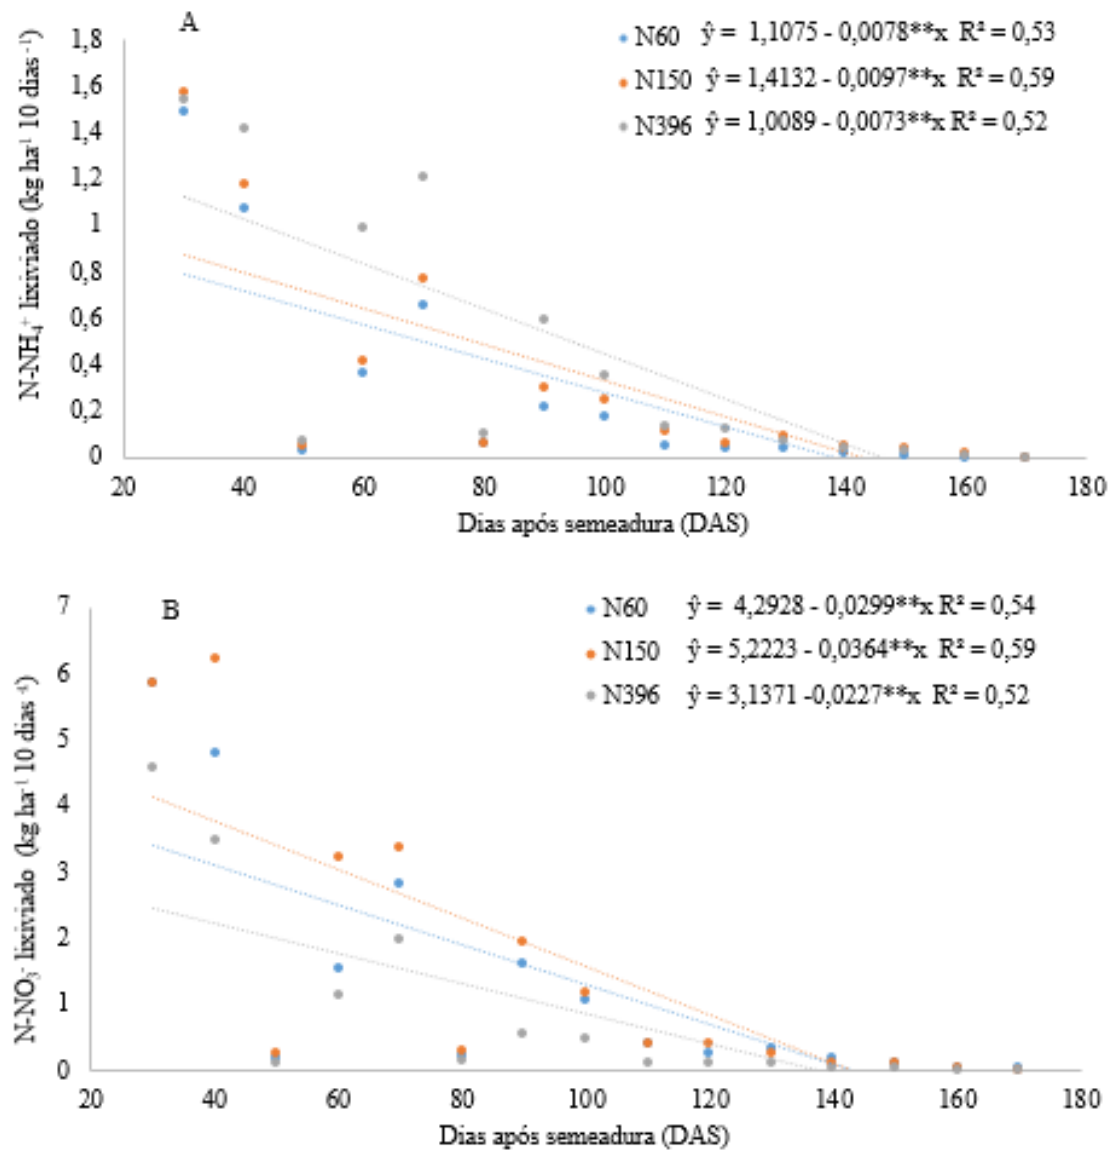 A
N60 ŷ = 1,1075 - 0,0078**x R² = 0,53
N150 ŷ = 1,4132 - 0,0097**x R² = 0,59
N396 ŷ = 1,0089 - 0,0073**x R² = 0,52
N-NH₄⁺ lixiviado (kg ha⁻¹ 10 dias⁻¹)
1,8
1,6
1,4
1,2
1
0,8
0,6
0,4
0,2
0
20 40 60 80 100 120 140 160 180
Dias após semeadura (DAS)
B
N60 ŷ = 4,2928 - 0,0299**x R² = 0,54
N150 ŷ = 5,2223 - 0,0364**x R² = 0,59
N396 ŷ = 3,1371 -0,0227**x R² = 0,52
N-NO₃⁻ lixiviado (kg ha⁻¹ 10 dias⁻¹)
7
6
5
4
3
2
1
0
20 40 60 80 100 120 140 160 180
Dias após semeadura (DAS)